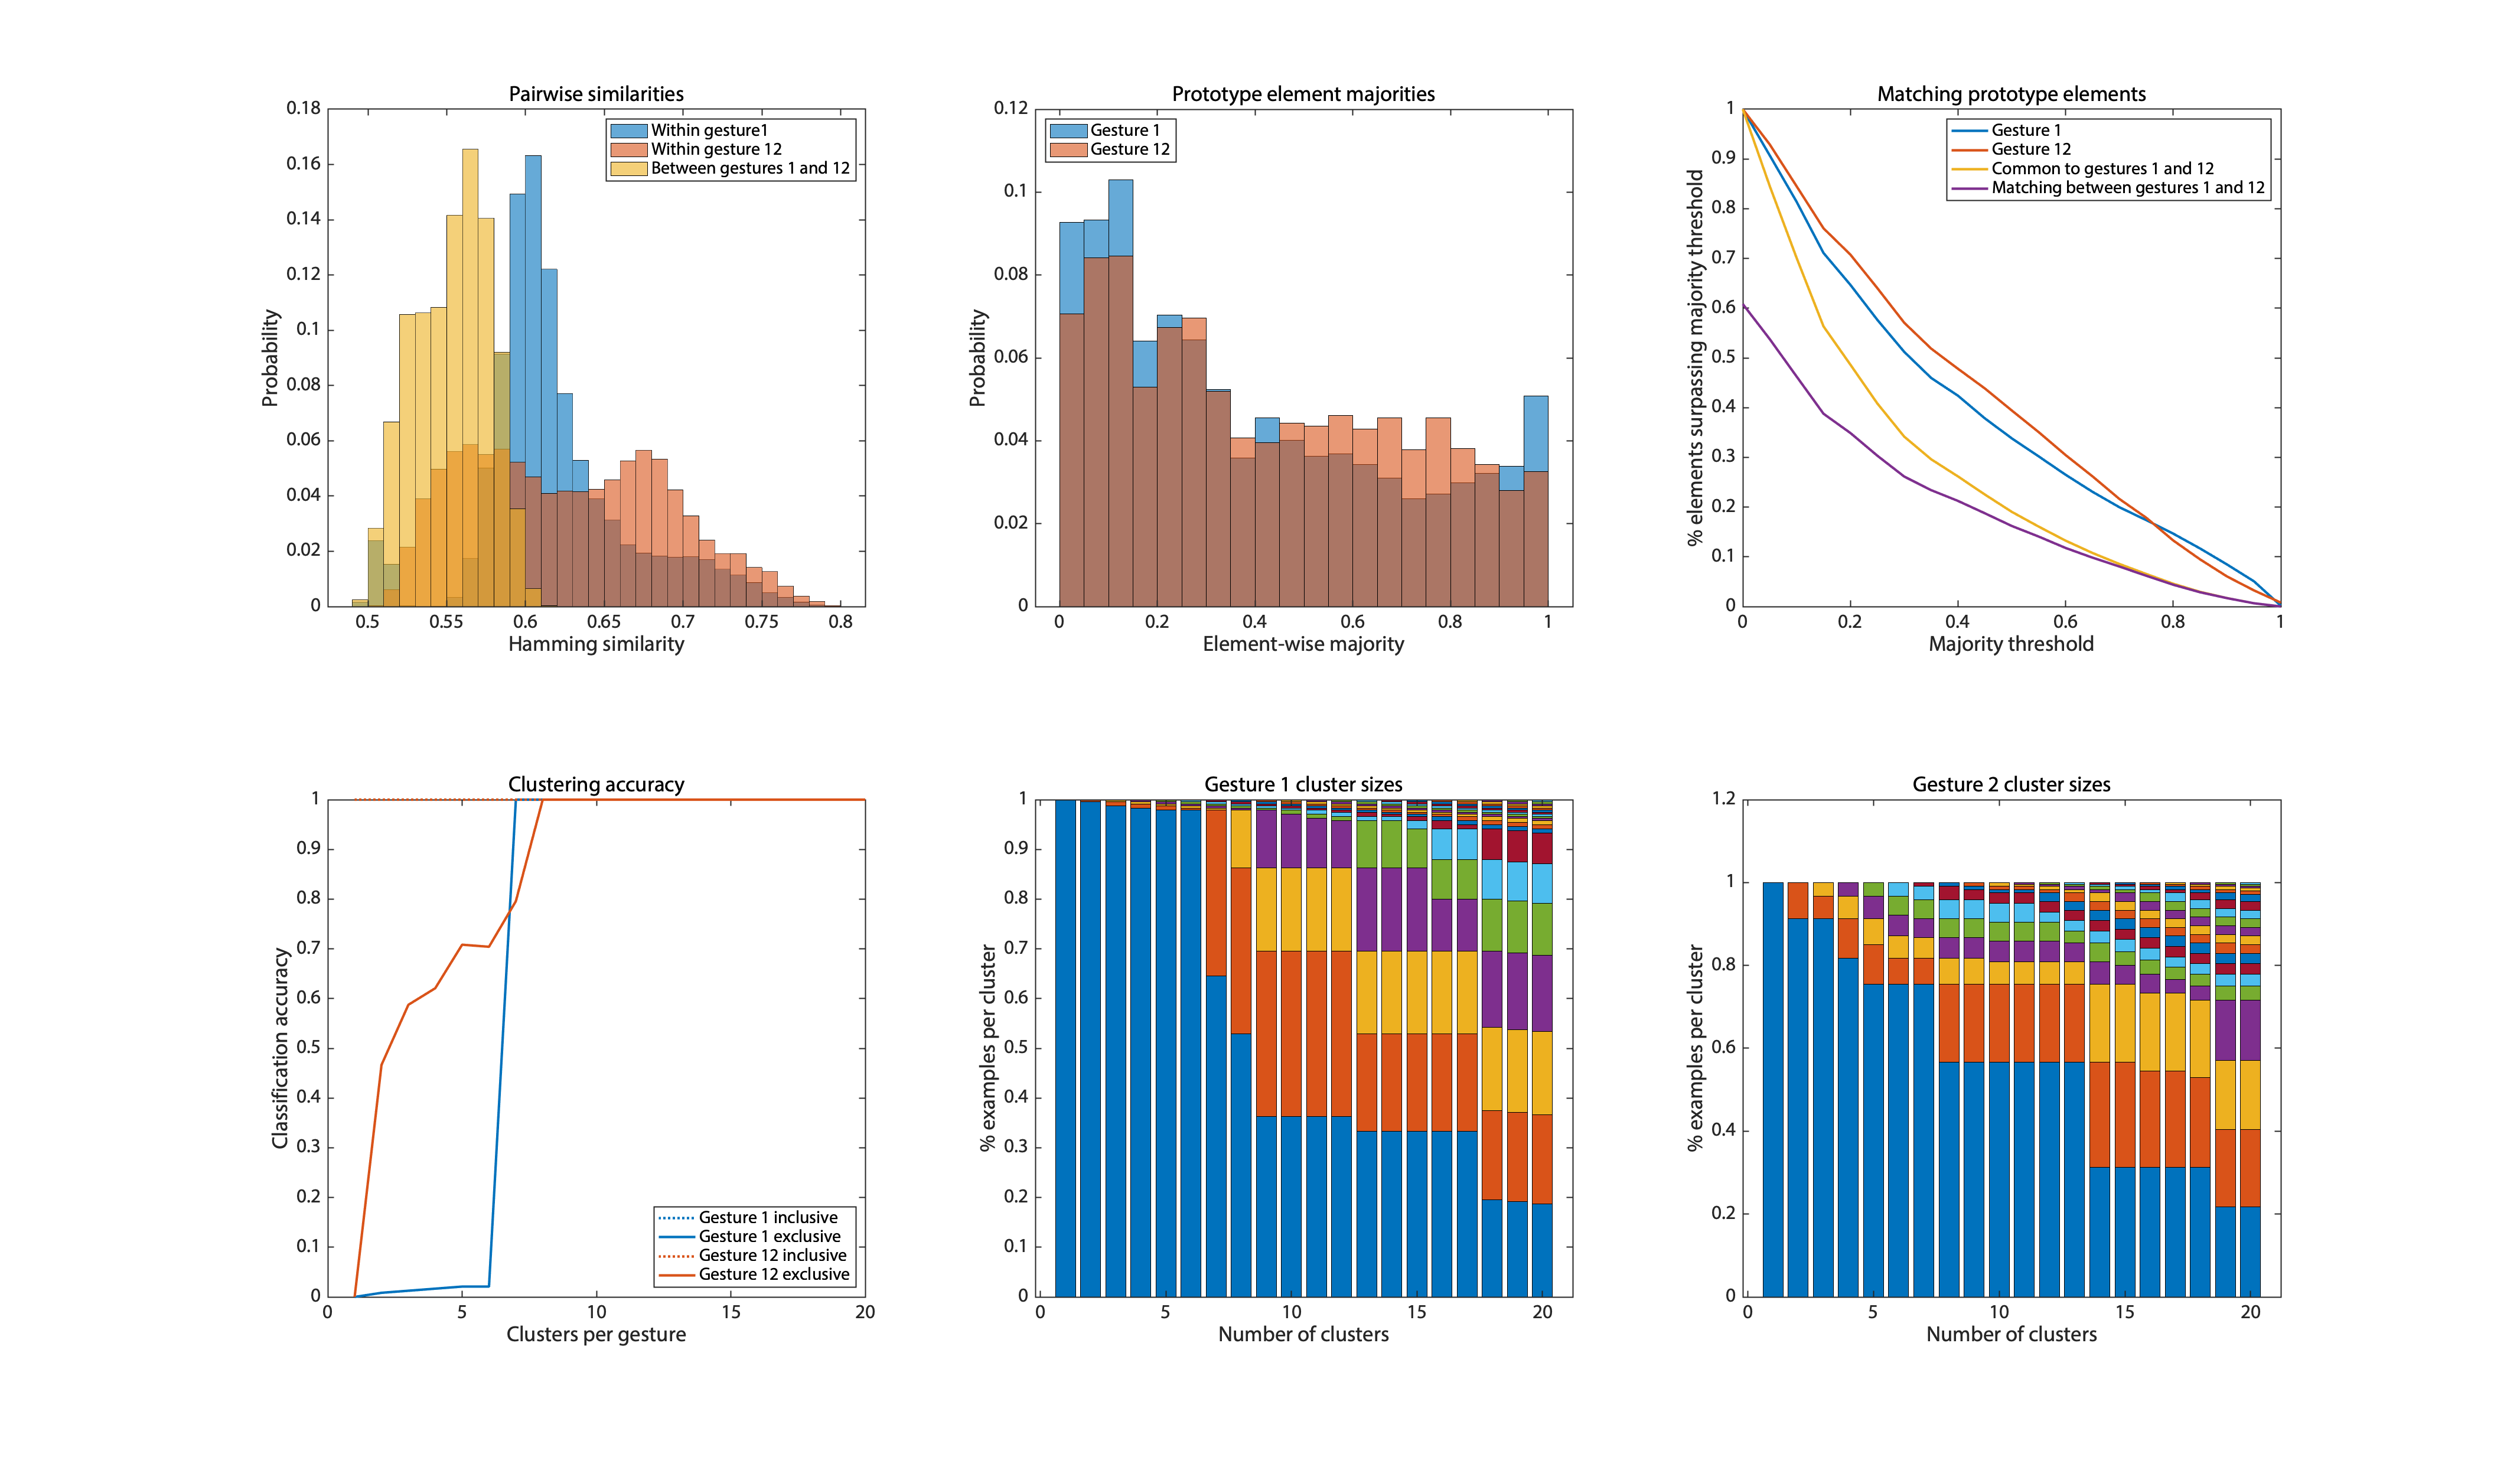 Pairwise similarities
0.18
0.16
0.14
0.12
0.1
0.08
0.06
0.04
0.02
0
Probability
Within gesture1
Within gesture 12
Between gestures 1 and 12
0.5 0.55 0.6 0.65 0.7 0.75 0.8
Hamming similarity
Prototype element majorities
0.12
0.1
0.08
0.06
0.04
0.02
0
Probability
Gesture 1
Gesture 12
0 0.2 0.4 0.6 0.8 1
Element-wise majority
Matching prototype elements
1
0.9
0.8
0.7
0.6
0.5
0.4
0.3
0.2
0.1
0
% elements surpassing majority threshold
Gesture 1
Gesture 12
Common to gestures 1 and 12
Matching between gestures 1 and 12
0 0.2 0.4 0.6 0.8 1
Majority threshold
Clustering accuracy
1
0.9
0.8
0.7
0.6
0.5
0.4
0.3
0.2
0.1
0
Classification accuracy
Gesture 1 inclusive
Gesture 1 exclusive
Gesture 12 inclusive
Gesture 12 exclusive
0 5 10 15 20
Clusters per gesture
Gesture 1 cluster sizes
1
0.9
0.8
0.7
0.6
0.5
0.4
0.3
0.2
0.1
0
% examples per cluster
0 5 10 15 20
Number of clusters
Gesture 2 cluster sizes
1.2
1
0.8
0.6
0.4
0.2
0
% examples per cluster
0 5 10 15 20
Number of clusters